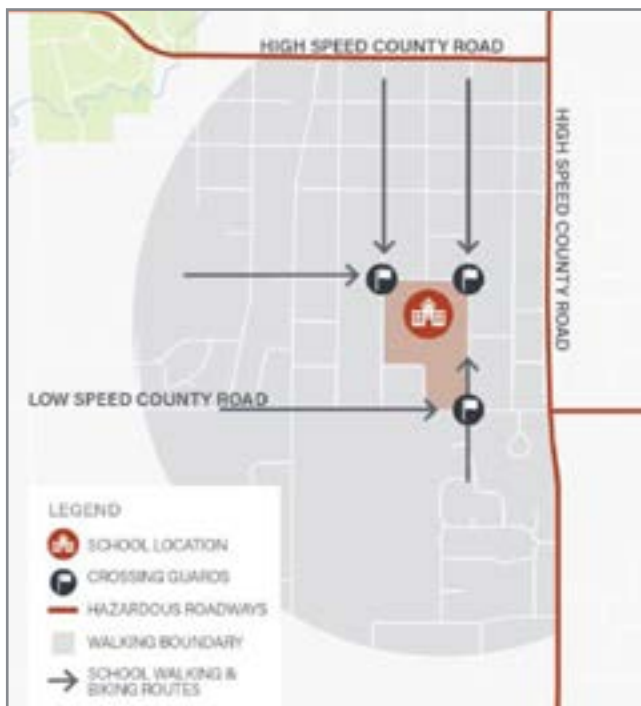 HIGH SPEED COUNTY ROAD
HIGH SPEED COUNTY ROAD
LOW SPEED COUNTY ROAD
LEGEND
SCHOOL LOCATION
CROSSING GUARDS
HAZARDOUS ROADWAYS
WALKING BOUNDARY
SCHOOL WALKING &
BIKING ROUTES